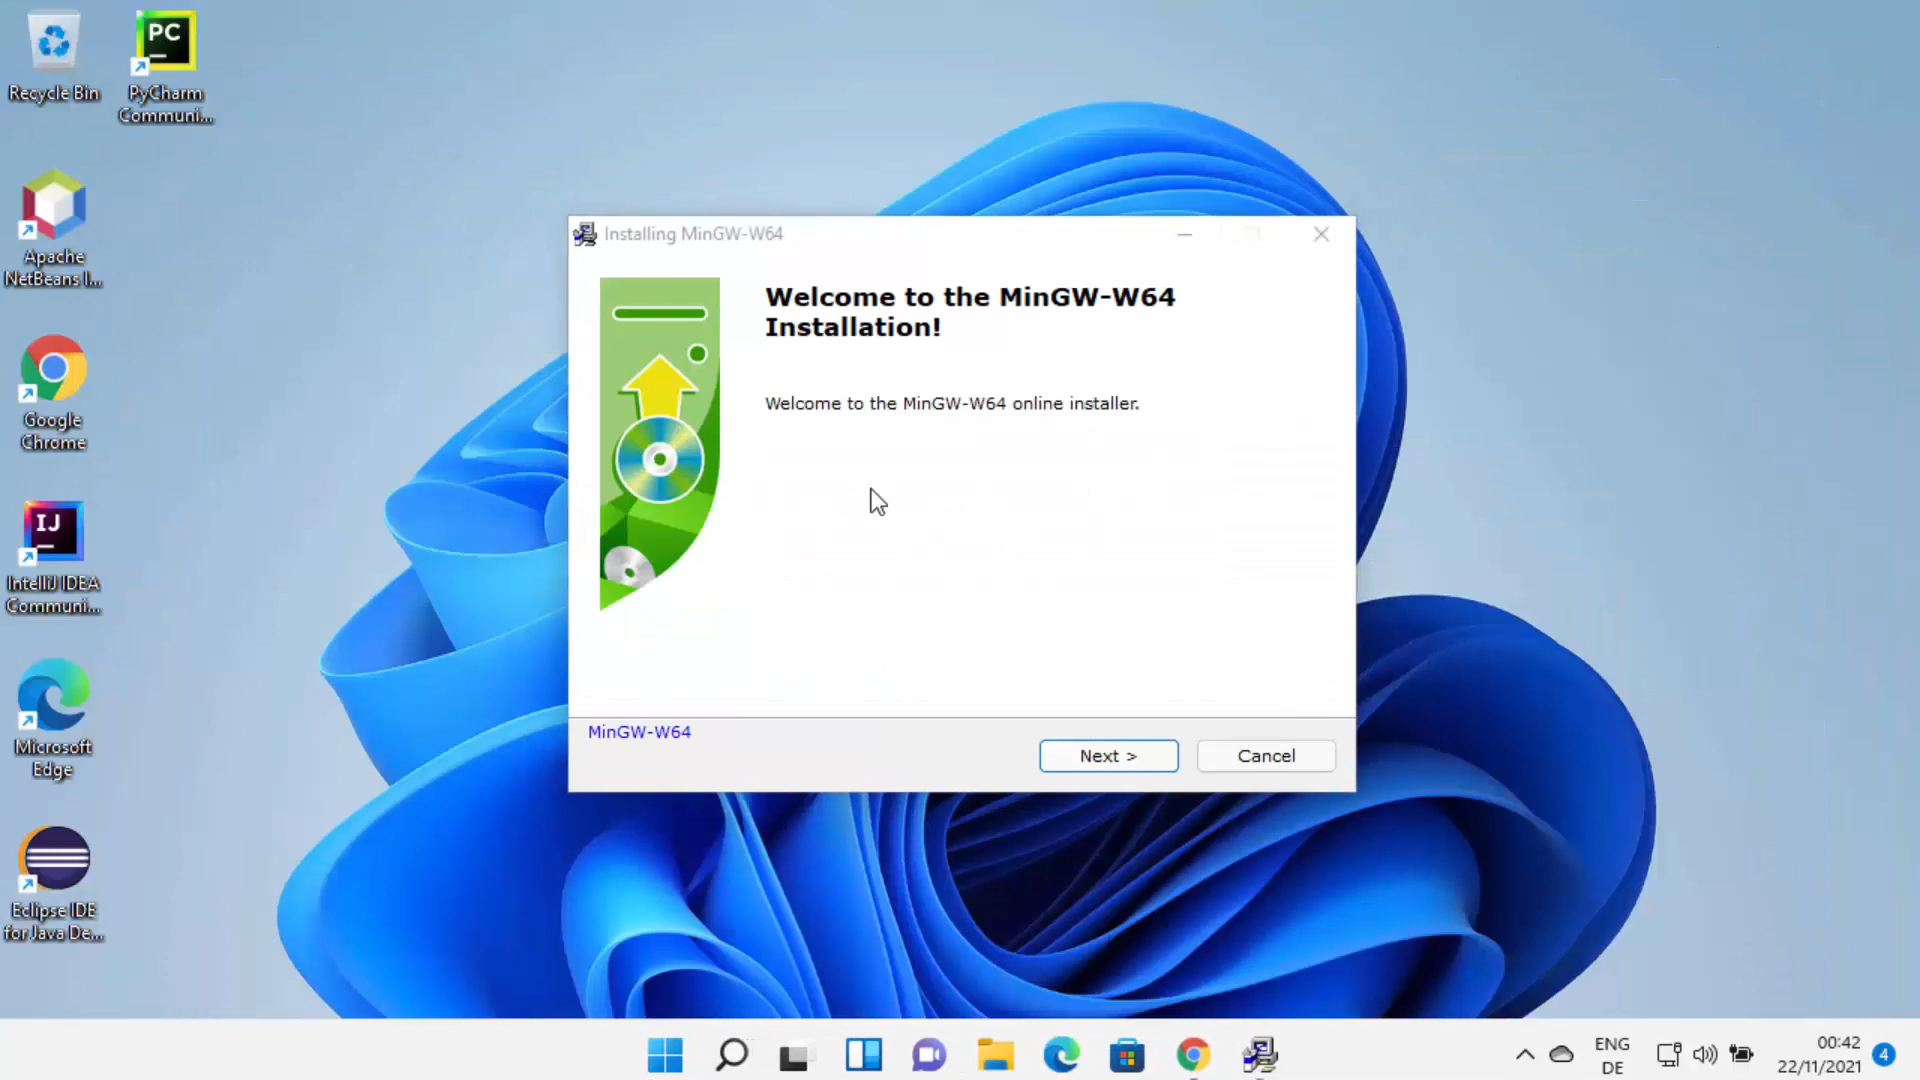 Recycle Bin
PC
PyCharm
Communi...
Apache
NetBeans I...
Google
Chrome
IJ
IntelliJ IDEA
Communi...
Microsoft
Edge
Eclipse IDE
for Java De...
Installing MinGW-W64
Welcome to the MinGW-W64
Installation!
Welcome to the MinGW-W64 online installer.
MinGW-W64
Next >
Cancel
ENG
DE
00:42
22/11/2021
4